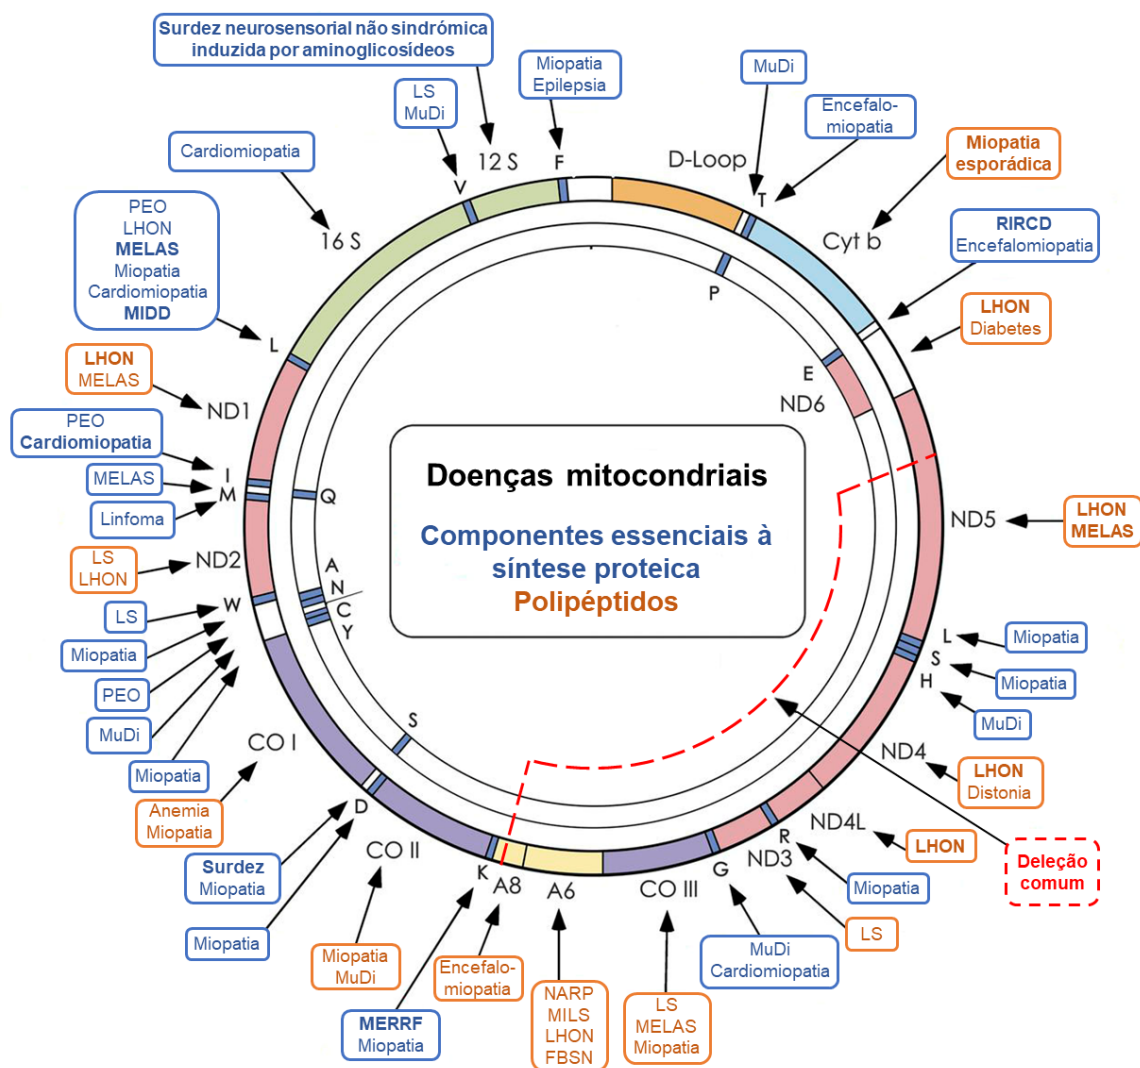 Surdez neurosensorial não sindrómica
induzida por aminoglicosídeos
Miopatia
Epilepsia
MuDi
LS
MuDi
Encefalo-
miopatia
Cardiomiopatia
Miopatia
esporádica
12 S
F
D-Loop
V
T
16 S
Cyt b
PEO
LHON
MELAS
Miopatia
Cardiomiopatia
MIDD
RIRCD
Encefalomiopatia
P
LHON
Diabetes
L
LHON
MELAS
E
ND1
ND6
PEO
Cardiomiopatia
I
MELAS
M
Linfoma
Q
Doenças mitocondriais
Componentes essenciais à
síntese proteica
Polipéptidos
ND5
LHON
MELAS
LS
LHON
ND2
A
N
C
Y
W
LS
Miopatia
PEO
MuDi
Miopatia
L
Miopatia
S
Miopatia
H
MuDi
S
CO I
ND4
LHON
Distonia
Anemia
Miopatia
D
Surdez
Miopatia
ND4L
LHON
R
Deleção
comum
CO II
ND3
Miopatia
K
A8
A6
CO III
G
LS
Miopatia
Miopatia
MuDi
Encefalo-
miopatia
MuDi
Cardiomiopatia
MERRF
Miopatia
NARP
MILS
LHON
FBSN
LS
MELAS
Miopatia